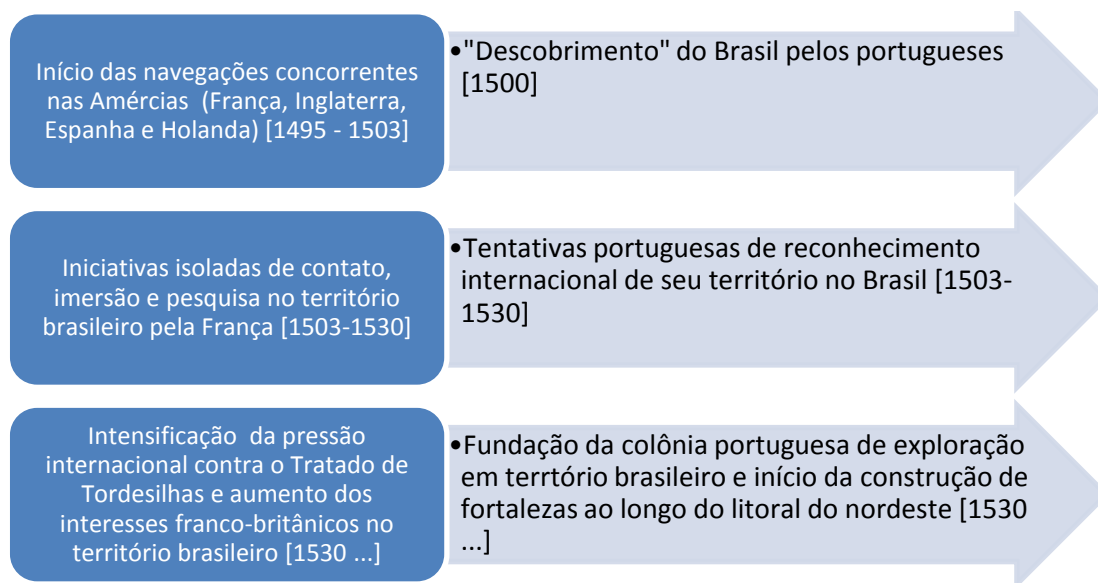 Início das navegações concorrentes
nas Amércias (França, Inglaterra,
Espanha e Holanda) [1495 - 1503]
•"Descobrimento" do Brasil pelos portugueses
[1500]
Iniciativas isoladas de contato,
imersão e pesquisa no território
brasileiro pela França [1503-1530]
•Tentativas portuguesas de reconhecimento
internacional de seu território no Brasil [1503-
1530]
Intensificação da pressão
internacional contra o Tratado de
Tordesilhas e aumento dos
interesses franco-britânicos no
território brasileiro [1530 ...]
•Fundação da colônia portuguesa de exploração
em terrtório brasileiro e início da construção de
fortalezas ao longo do litoral do nordeste [1530
...]